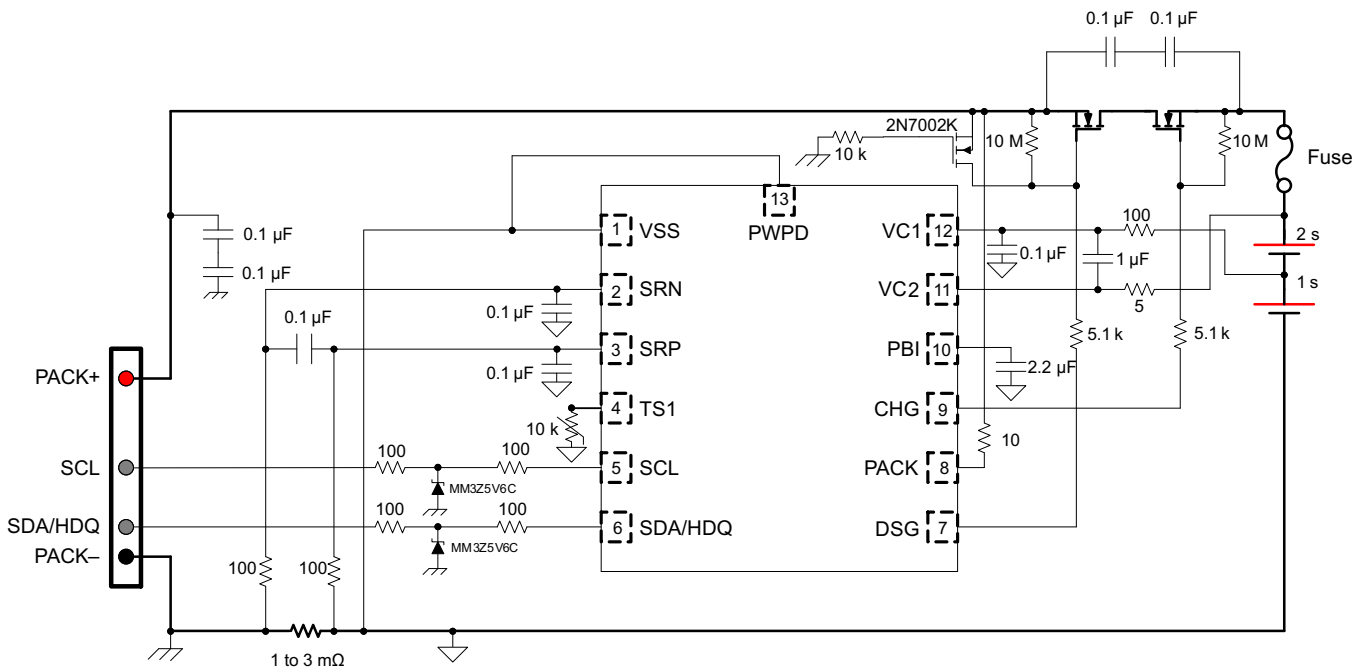 0.1 µF
0.1 µF
2N7002K
10 k
10 M
10 M
Fuse
13
PWPD
1
VSS
VC1
12
100
2 s
0.1 µF
0.1 µF
0.1 µF
1 µF
2
SRN
VC2
11
5
1 s
0.1 µF
0.1 µF
3
SRP
PBI
10
5.1 k
5.1 k
0.1 µF
2.2 µF
PACK+
10 k
4
TS1
CHG
9
10
SCL
100
100
5
SCL
PACK
8
MM3Z5V6C
SDA/HDQ
100
100
6
SDA/HDQ
DSG
7
MM3Z5V6C
PACK–
100
100
1 to 3 mΩ